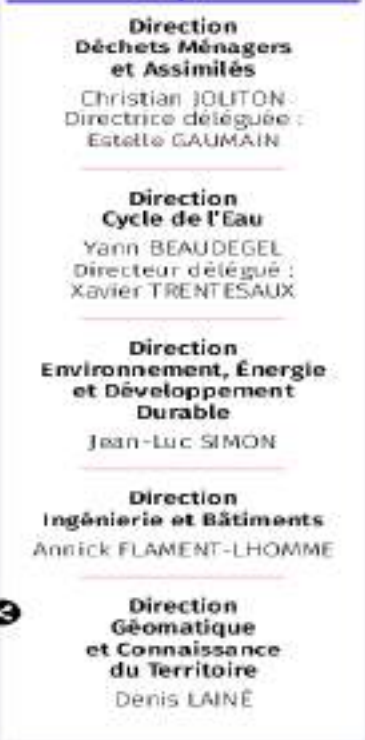 Direction
Déchets Ménagers
et Assimilés
Christian JOLITON
Directrice déléguée :
Estelle GAUMAIN
Direction
Cycle de l'Eau
Yann BEAUDEGEL
Directeur délégué :
Xavier TRENTESAUX
Direction
Environnement, Énergie
et Développement
Durable
Jean-Luc SIMON
Direction
Ingénierie et Bâtiments
Annick FLAMENT-LHOMME
Direction
Géomatique
et Connaissance
du Territoire
Denis LAINÉ